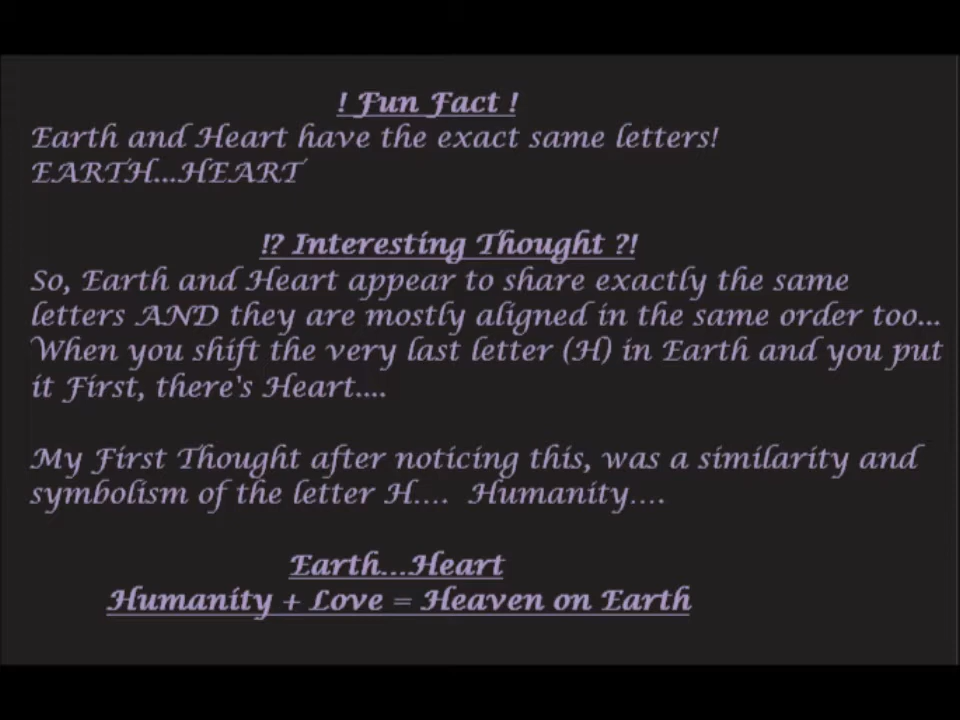 ! Fun Fact !
Earth and Heart have the exact same letters!
EARTH...HEART
!? Interesting Thought ?!
So, Earth and Heart appear to share exactly the same
letters AND they are mostly aligned in the same order too...
When you shift the very last letter (H) in Earth and you put
it First, there's Heart....
My First Thought after noticing this, was a similarity and
symbolism of the letter H.... Humanity....
Earth...Heart
Humanity + Love = Heaven on Earth